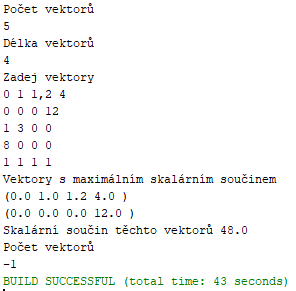 Počet vektorů
5
Délka vektorů
4
Zadej vektory
0 1 1,2 4
0 0 0 12
1 3 0 0
8 0 0 0
1 1 1 1
Vektory s maximálním skalárním součinem
(0.0 1.0 1.2 4.0 )
(0.0 0.0 0.0 12.0 )
Skalární součin těchto vektorů 48.0
Počet vektorů
-1
BUILD SUCCESSFUL (total time: 43 seconds)